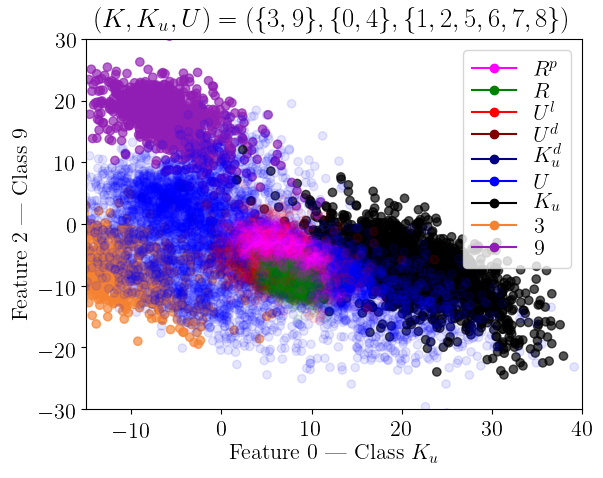 (K, K_u, U) = ({3, 9}, {0, 4}, {1, 2, 5, 6, 7, 8})
R^p
R
U^l
U^d
K_u^d
U
K_u
3
9
Feature 2 — Class 9
30
20
10
0
−10
−20
−30
−10 0 10 20 30 40
Feature 0 — Class K_u